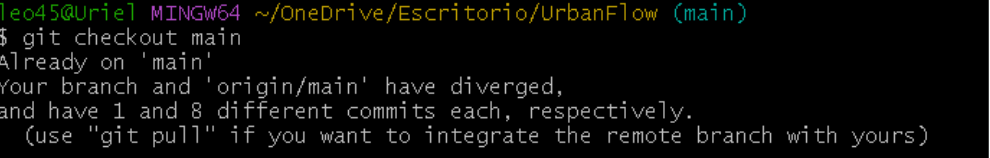 leo45@Uriel MINGW64 ~/OneDrive/Escritorio/UrbanFlow (main)
$ git checkout main
Already on 'main'
Your branch and 'origin/main' have diverged,
and have 1 and 8 different commits each, respectively.
  (use "git pull" if you want to integrate the remote branch with yours)